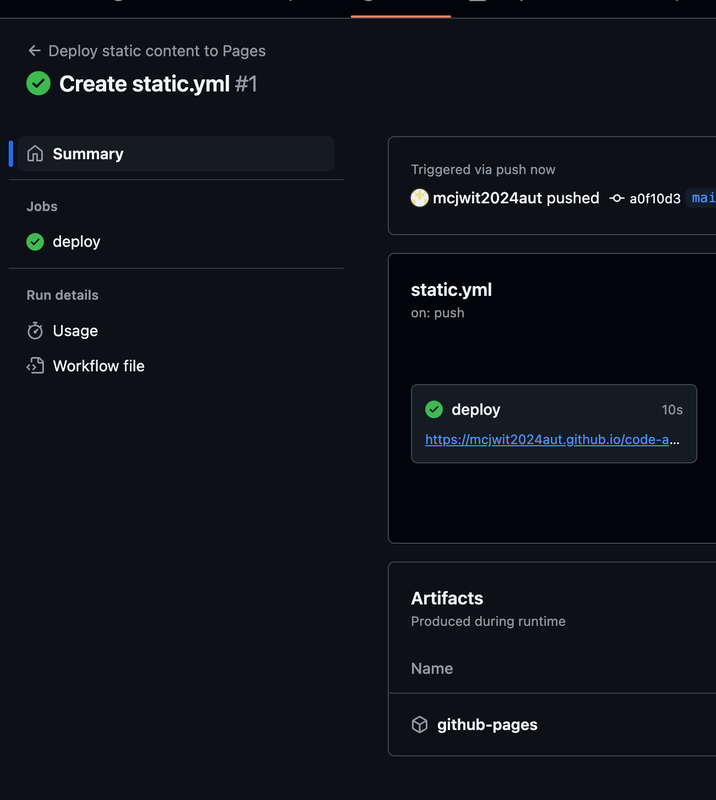 Deploy static content to Pages
Create static.yml #1
Summary
Jobs
deploy
Run details
Usage
Workflow file
Triggered via push now
mcjwit2024aut pushed a0f10d3 mai
static.yml
on: push
deploy 10s
https://mcjwit2024aut.github.io/code-a...
Artifacts
Produced during runtime
Name
github-pages